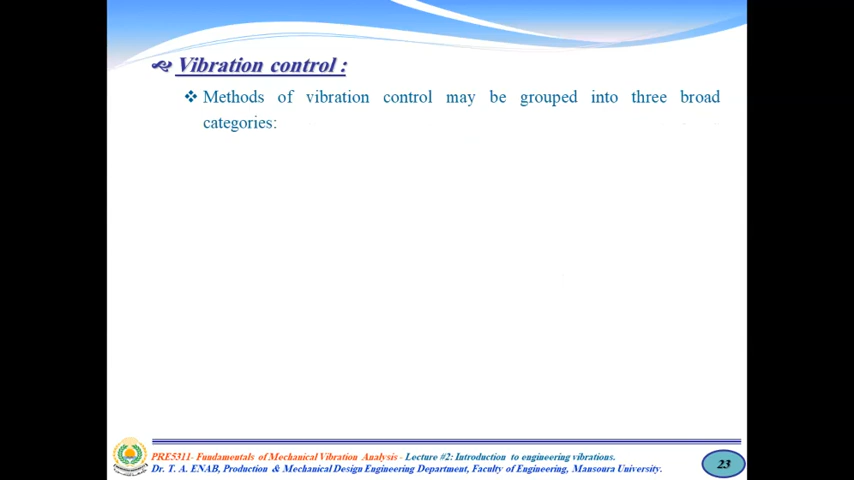 Vibration control :
Methods of vibration control may be grouped into three broad
categories:
PRE5311- Fundamentals of Mechanical Vibration Analysis - Lecture #2: Introduction to engineering vibrations.
Dr. T. A. ENAB, Production & Mechanical Design Engineering Department, Faculty of Engineering, Mansoura University.
23